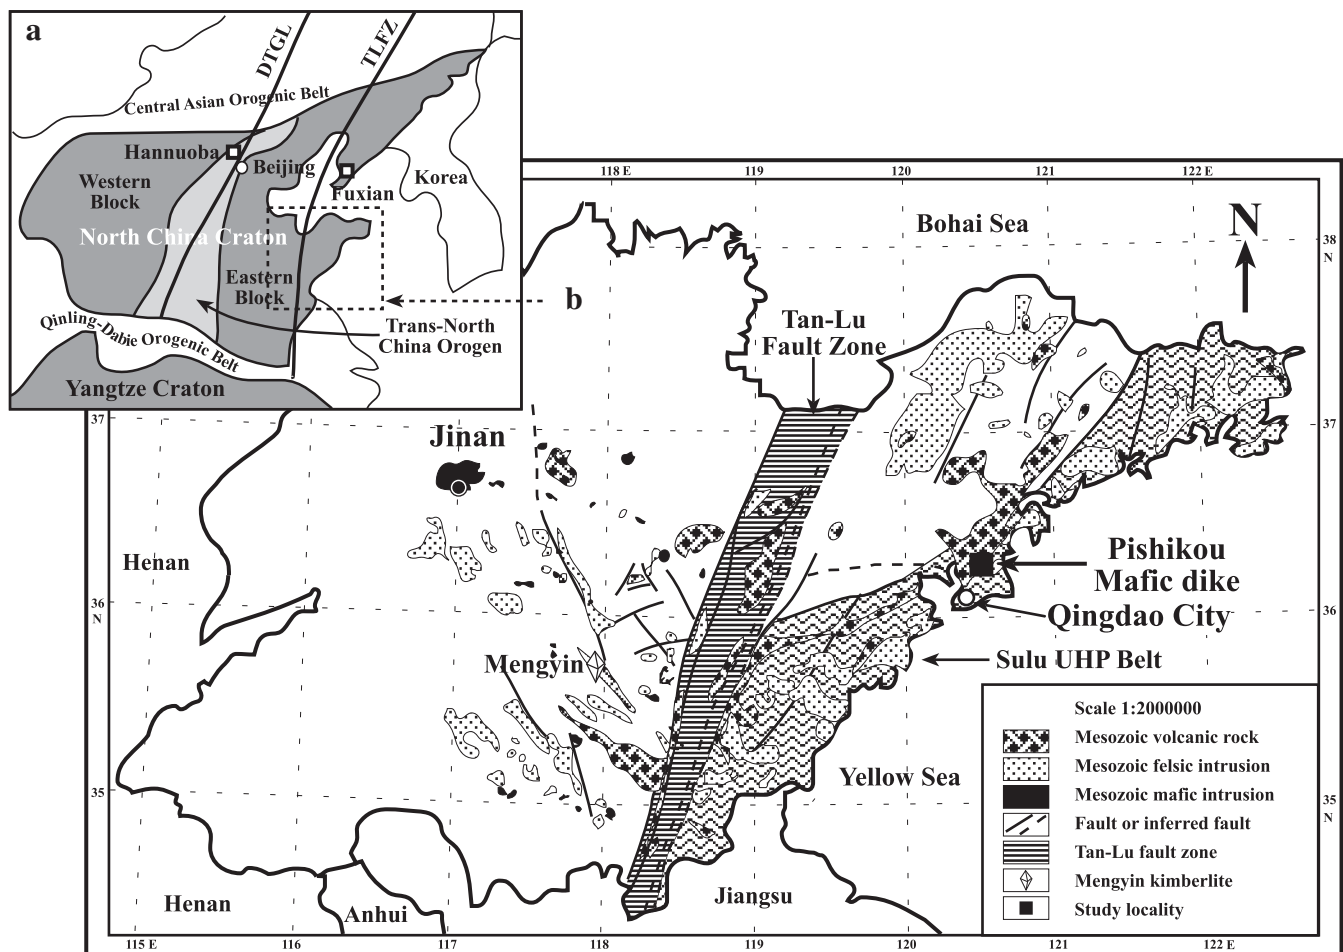 a
DTGL
TLFZ
Central Asian Orogenic Belt
Hannuoba
Beijing
Western
Block
Fuxian
Korea
North China Craton
Eastern
Block
b
Trans-North
China Orogen
Qinling-Dabie Orogenic Belt
Yangtze Craton
118 E
119
120
121
122 E
Bohai Sea
N
38
N
Tan-Lu
Fault Zone
37
37
Jinan
Henan
Pishikou
Mafic dike
36
N
36
Qingdao City
Mengyin
Sulu UHP Belt
Yellow Sea
35
35
N
Scale 1:2000000
Mesozoic volcanic rock
Mesozoic felsic intrusion
Mesozoic mafic intrusion
Fault or inferred fault
Tan-Lu fault zone
Mengyin kimberlite
Study locality
Henan
Anhui
Jiangsu
115 E
116
117
118
119
120
121
122 E